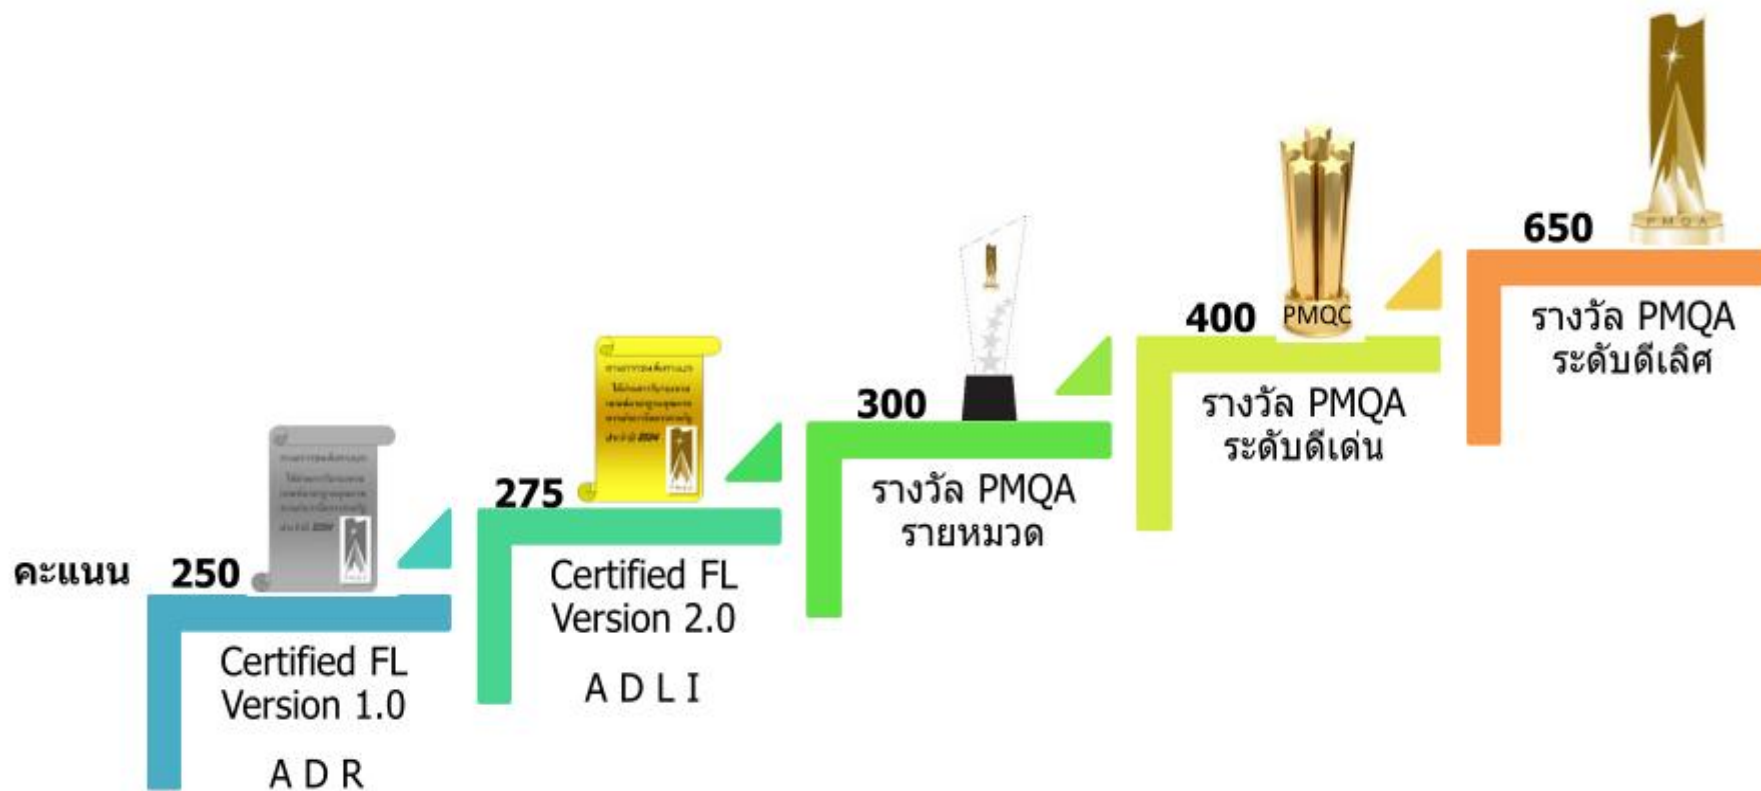 650
รางวัล PMQA
ระดับดีเลิศ
PMQA
400
PMQC
รางวัล PMQA
ระดับดีเด่น
300
รางวัล PMQA
รายหมวด
275
Certified FL
Version 2.0
A D L I
คะแนน
250
Certified FL
Version 1.0
A D R